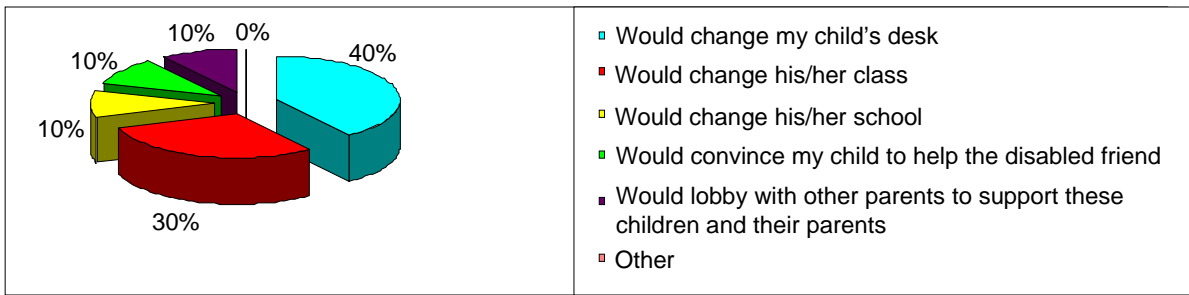 10%
0%
40%
10%
10%
30%
Would change my child's desk
Would change his/her class
Would change his/her school
Would convince my child to help the disabled friend
Would lobby with other parents to support these
children and their parents
Other